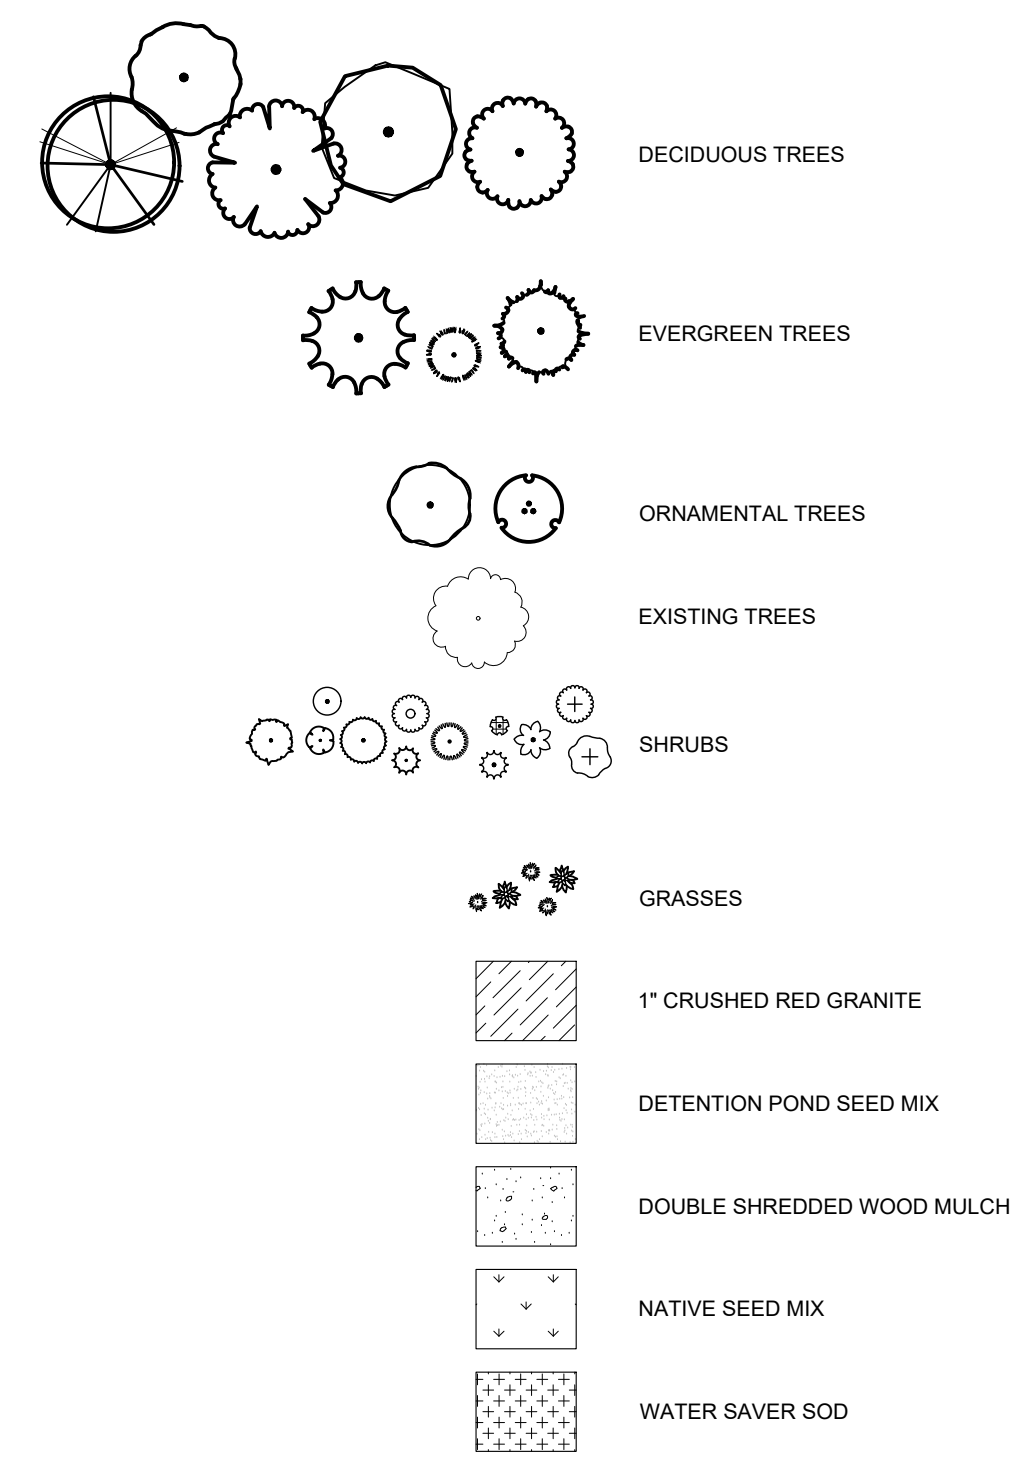 DECIDUOUS TREES
EVERGREEN TREES
ORNAMENTAL TREES
EXISTING TREES
SHRUBS
GRASSES
1" CRUSHED RED GRANITE
DETENTION POND SEED MIX
DOUBLE SHREDDED WOOD MULCH
NATIVE SEED MIX
WATER SAVER SOD